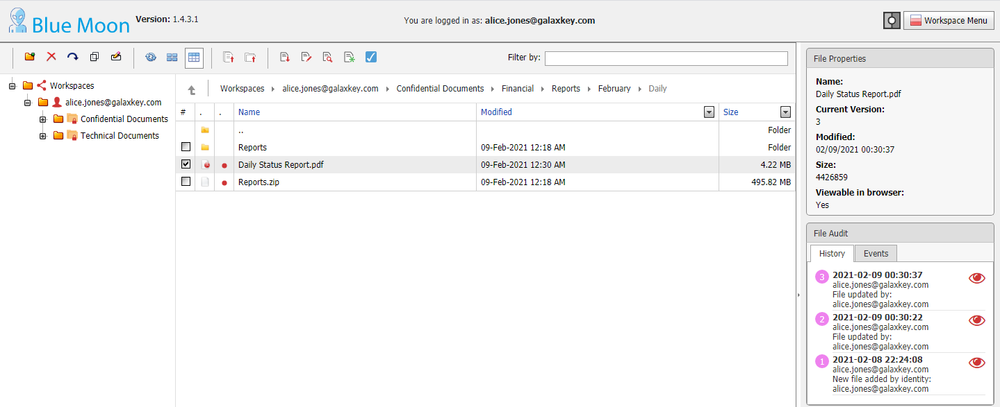 Blue Moon
Version: 1.4.3.1
You are logged in as: alice.jones@galaxkey.com
Workspace Menu
Filter by:
Workspaces
alice.jones@galaxkey.com
Confidential Documents
Technical Documents
Workspaces alice.jones@galaxkey.com Confidential Documents Financial Reports February Daily
# . . Name Modified Size
.. Folder
Reports 09-Feb-2021 12:18 AM Folder
Daily Status Report.pdf 09-Feb-2021 12:30 AM 4.22 MB
Reports.zip 09-Feb-2021 12:18 AM 495.82 MB
File Properties
Name:
Daily Status Report.pdf
Current Version:
3
Modified:
02/09/2021 00:30:37
Size:
4426859
Viewable in browser:
Yes
File Audit
History Events
3 2021-02-09 00:30:37
alice.jones@galaxkey.com
File updated by:
alice.jones@galaxkey.com
2 2021-02-09 00:30:22
alice.jones@galaxkey.com
File updated by:
alice.jones@galaxkey.com
1 2021-02-08 22:24:08
alice.jones@galaxkey.com
New file added by identity:
alice.jones@galaxkey.com